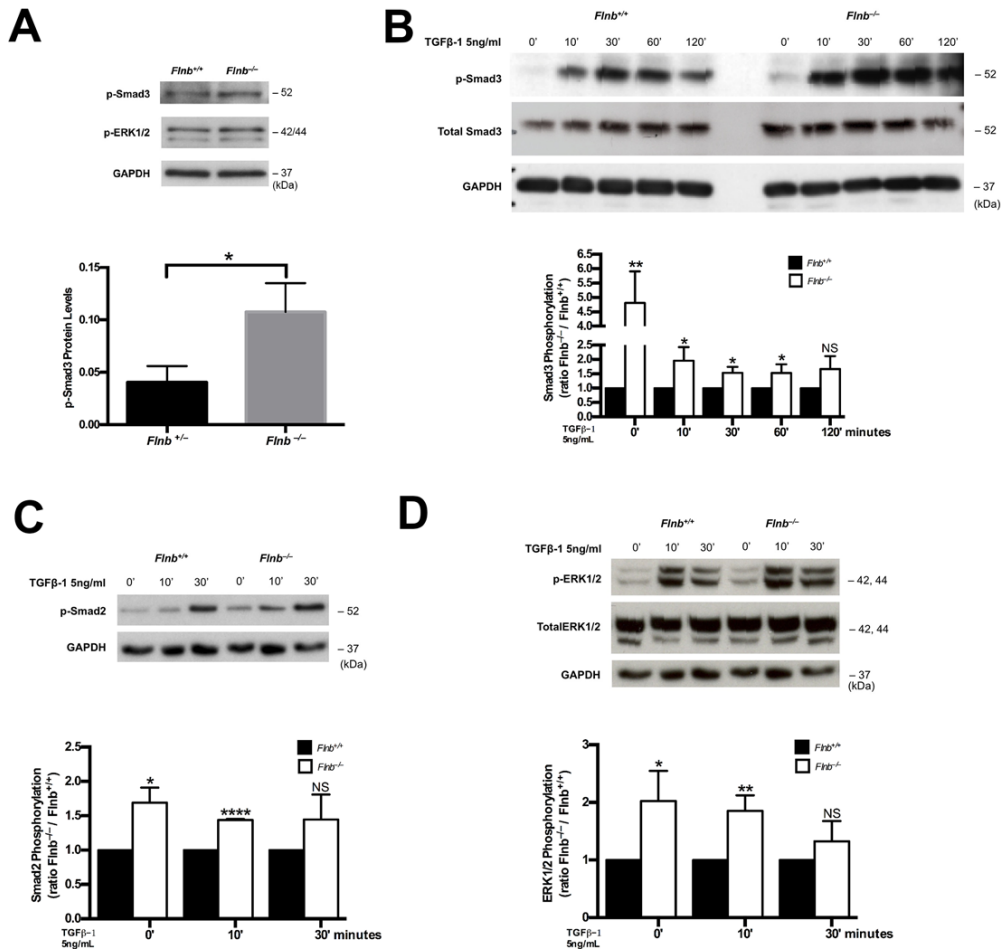 A
Flnb+/+ Flnb–/–
p-Smad3 – 52
p-ERK1/2 – 42/44
GAPDH – 37
(kDa)
*
0.15
0.10
0.05
0.00
p-Smad3 Protein Levels
Flnb +/– Flnb –/–
B
Flnb+/+ Flnb–/–
TGFβ-1 5ng/ml 0' 10' 30' 60' 120' 0' 10' 30' 60' 120'
p-Smad3 – 52
Total Smad3 – 52
GAPDH – 37
(kDa)
Smad3 Phosphorylation
(ratio Flnb–/– / Flnb+/+)
6.5
6.0
5.5
5.0
4.5
4.0
2.5
2.0
1.5
1.0
0.5
0.0
** * * * NS
Flnb+/+
Flnb–/–
TGFβ–1
5ng/mL
0' 10' 30' 60' 120' minutes
C
Flnb+/+ Flnb–/–
TGFβ-1 5ng/ml 0' 10' 30' 0' 10' 30'
p-Smad2 – 52
GAPDH – 37
(kDa)
Smad2 Phosphorylation
(ratio Flnb–/– / Flnb+/+)
2.5
2.0
1.5
1.0
0.5
0.0
* **** NS
Flnb+/+
Flnb–/–
TGFβ–1
5ng/mL
0' 10' 30' minutes
D
Flnb+/+ Flnb–/–
TGFβ-1 5ng/ml 0' 10' 30' 0' 10' 30'
p-ERK1/2 – 42, 44
TotalERK1/2 – 42, 44
GAPDH – 37
(kDa)
ERK1/2 Phosphorylation
(ratio Flnb–/– / Flnb+/+)
3
2
1
0
* ** NS
Flnb+/+
Flnb–/–
TGFβ–1
5ng/mL
0' 10' 30' minutes